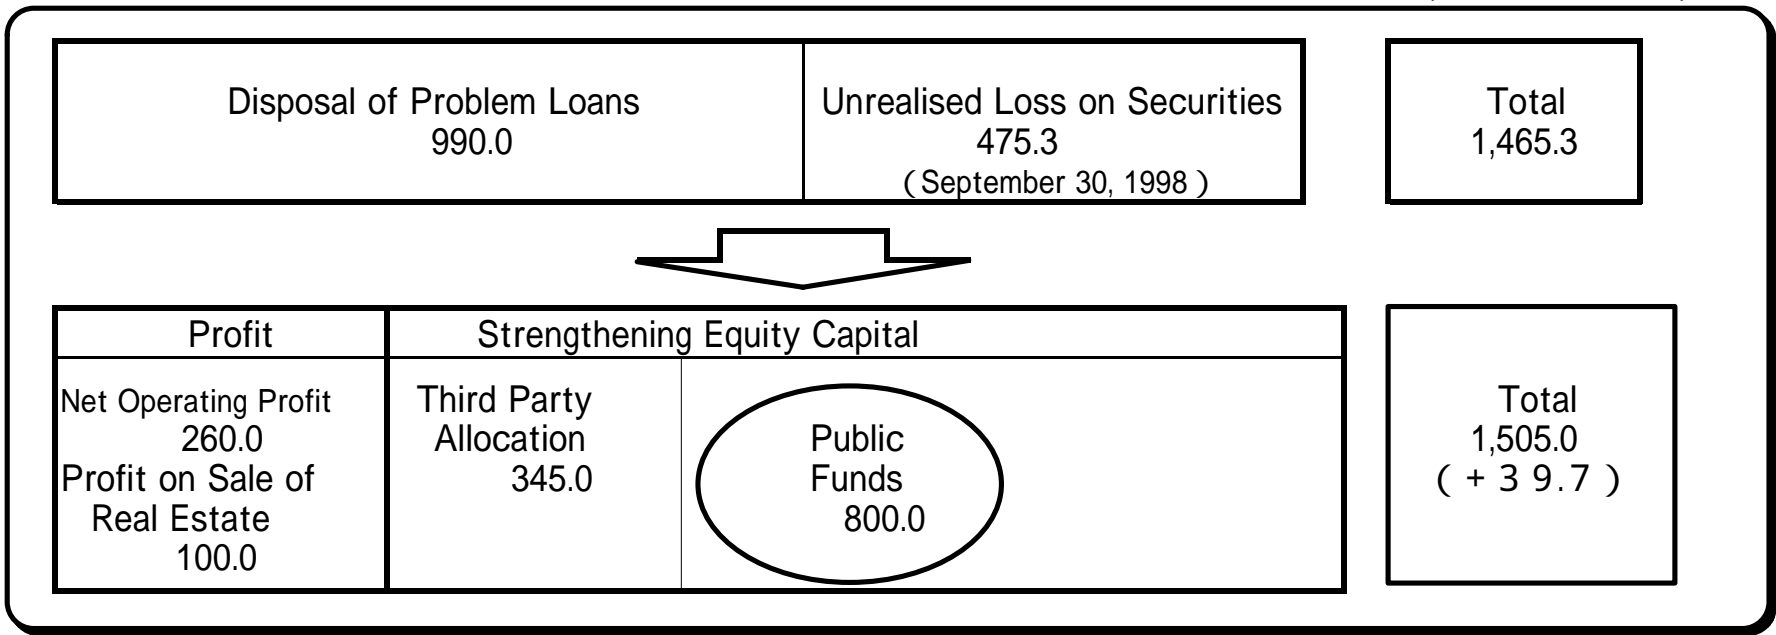 Disposal of Problem Loans
990.0
Unrealised Loss on Securities
475.3
(September 30, 1998)
Total
1,465.3
Profit
Net Operating Profit
260.0
Profit on Sale of
Real Estate
100.0
Strengthening Equity Capital
Third Party
Allocation
345.0
Public
Funds
800.0
Total
1,505.0
(+39.7)